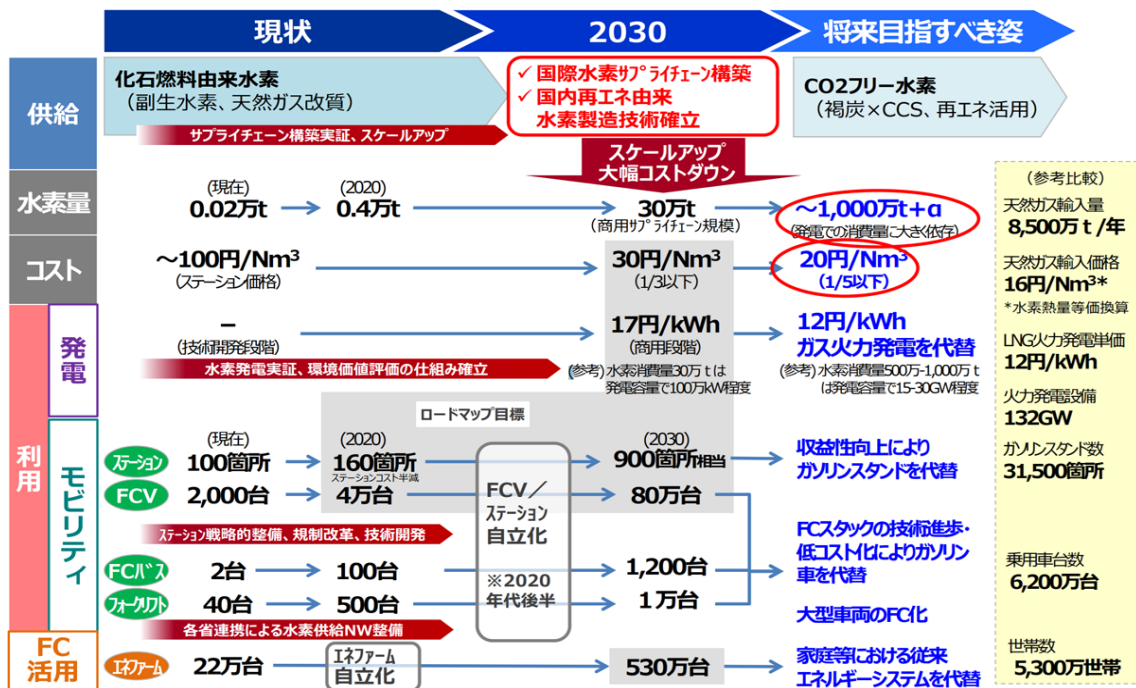 現状
2030
将来目指すべき姿
供給
化石燃料由来水素
（副生水素、天然ガス改質）
✓ 国際水素サプライチェーン構築
✓ 国内再エネ由来
水素製造技術確立
CO2フリー水素
（褐炭×CCS、再エネ活用）
サプライチェーン構築実証、スケールアップ
スケールアップ
大幅コストダウン
水素量
(現在)
0.02万t
(2020)
0.4万t
30万t
(商用サプライチェーン規模)
～1,000万t+α
(発電での消費量に大きく依存)
コスト
～100円/Nm³
(ステーション価格)
30円/Nm³
(1/3以下)
20円/Nm³
(1/5以下)
利用
発電
－
(技術開発段階)
17円/kWh
(商用段階)
12円/kWh
ガス火力発電を代替
水素発電実証、環境価値評価の仕組み確立
(参考) 水素消費量30万ｔは
発電容量で100万kW程度
(参考) 水素消費量500万-1,000万ｔ
は発電容量で15-30GW程度
ロードマップ目標
モビリティ
(現在)
(2020)
(2030)
ステーション
100箇所
160箇所
ステーションコスト半減
900箇所相当
収益性向上により
ガソリンスタンドを代替
FCV
2,000台
4万台
80万台
FCV／
ステーション
自立化
※2020
年代後半
ステーション戦略的整備、規制改革、技術開発
FCスタックの技術進歩・
低コスト化によりガソリン
車を代替
FCバス
2台
100台
1,200台
フォークリフト
40台
500台
1万台
大型車両のFC化
各省連携による水素供給NW整備
FC
活用
エネファーム
22万台
エネファーム
自立化
530万台
家庭等における従来
エネルギーシステムを代替
（参考比較）
天然ガス輸入量
8,500万ｔ/年
天然ガス輸入価格
16円/Nm³*
*水素熱量等価換算
LNG火力発電単価
12円/kWh
火力発電設備
132GW
ガソリンスタンド数
31,500箇所
乗用車台数
6,200万台
世帯数
5,300万世帯